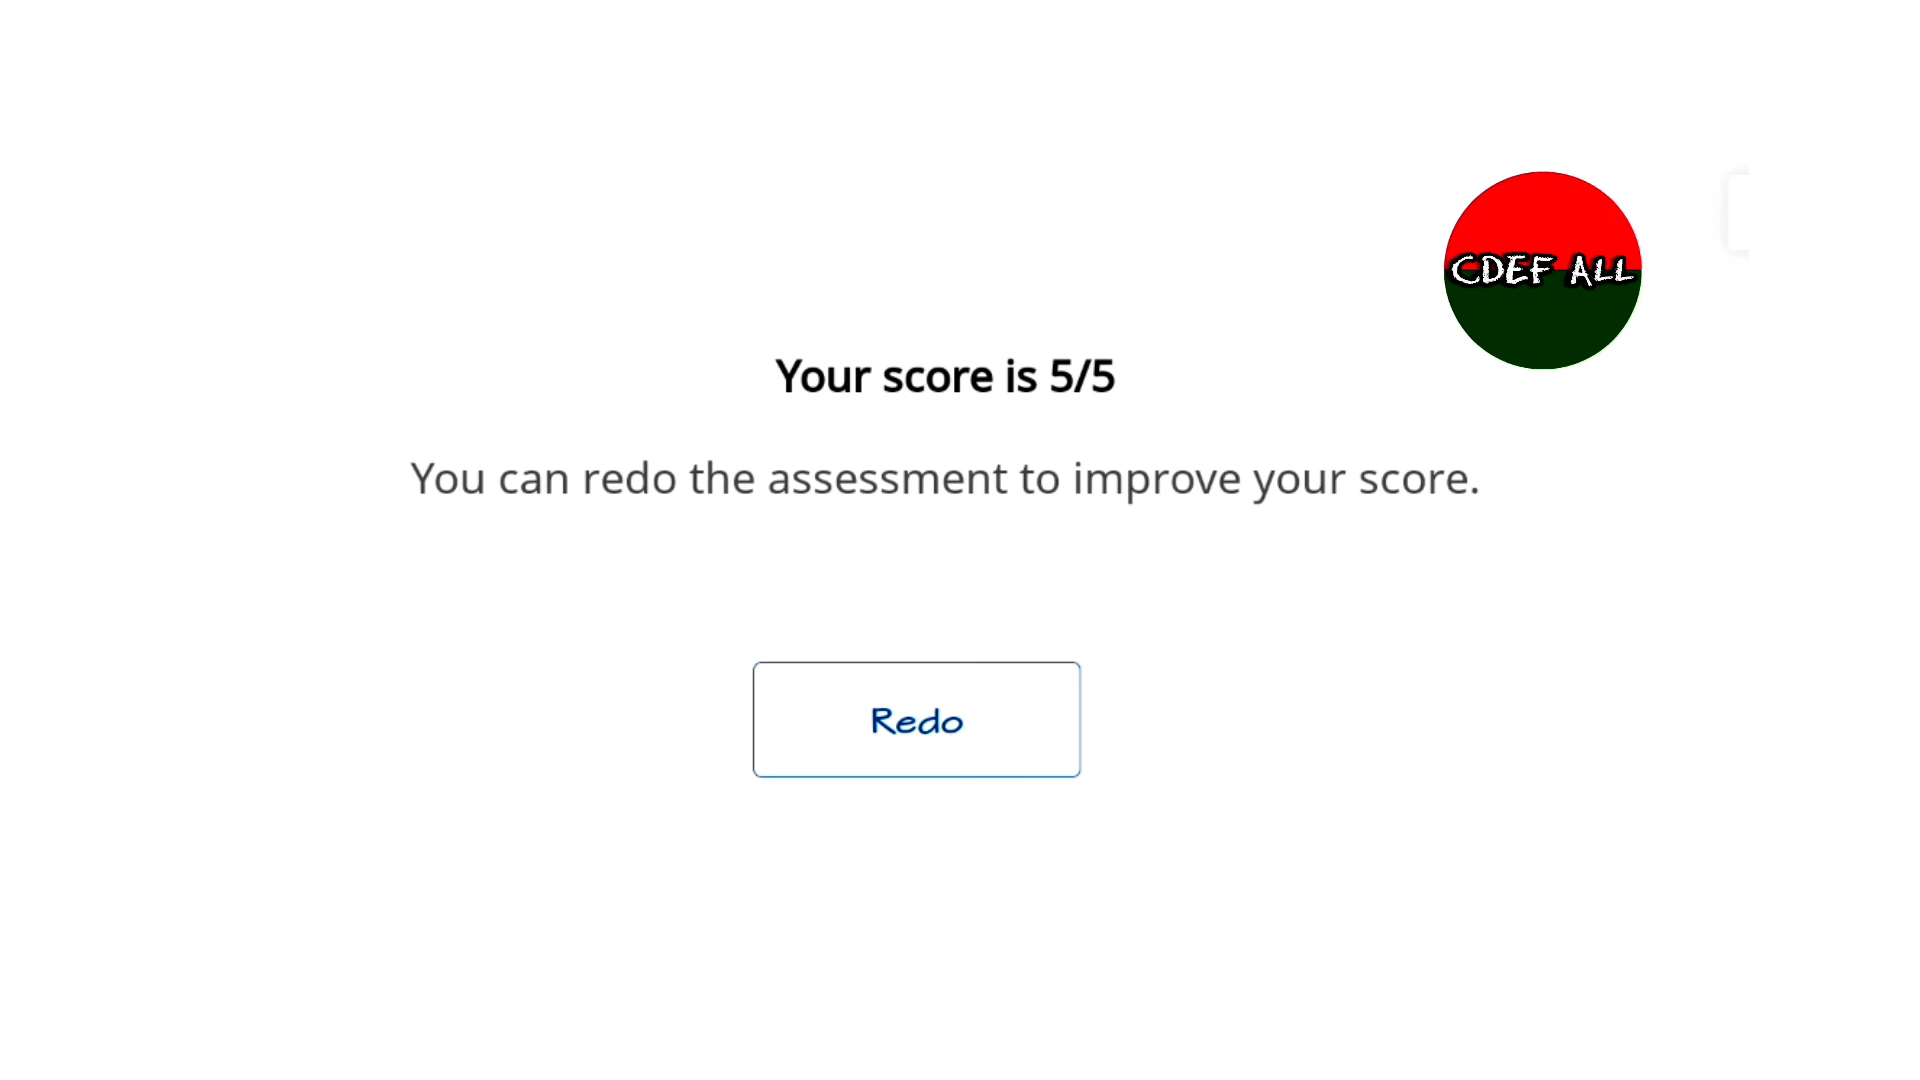 CDEF ALL
Your score is 5/5
You can redo the assessment to improve your score.
Redo